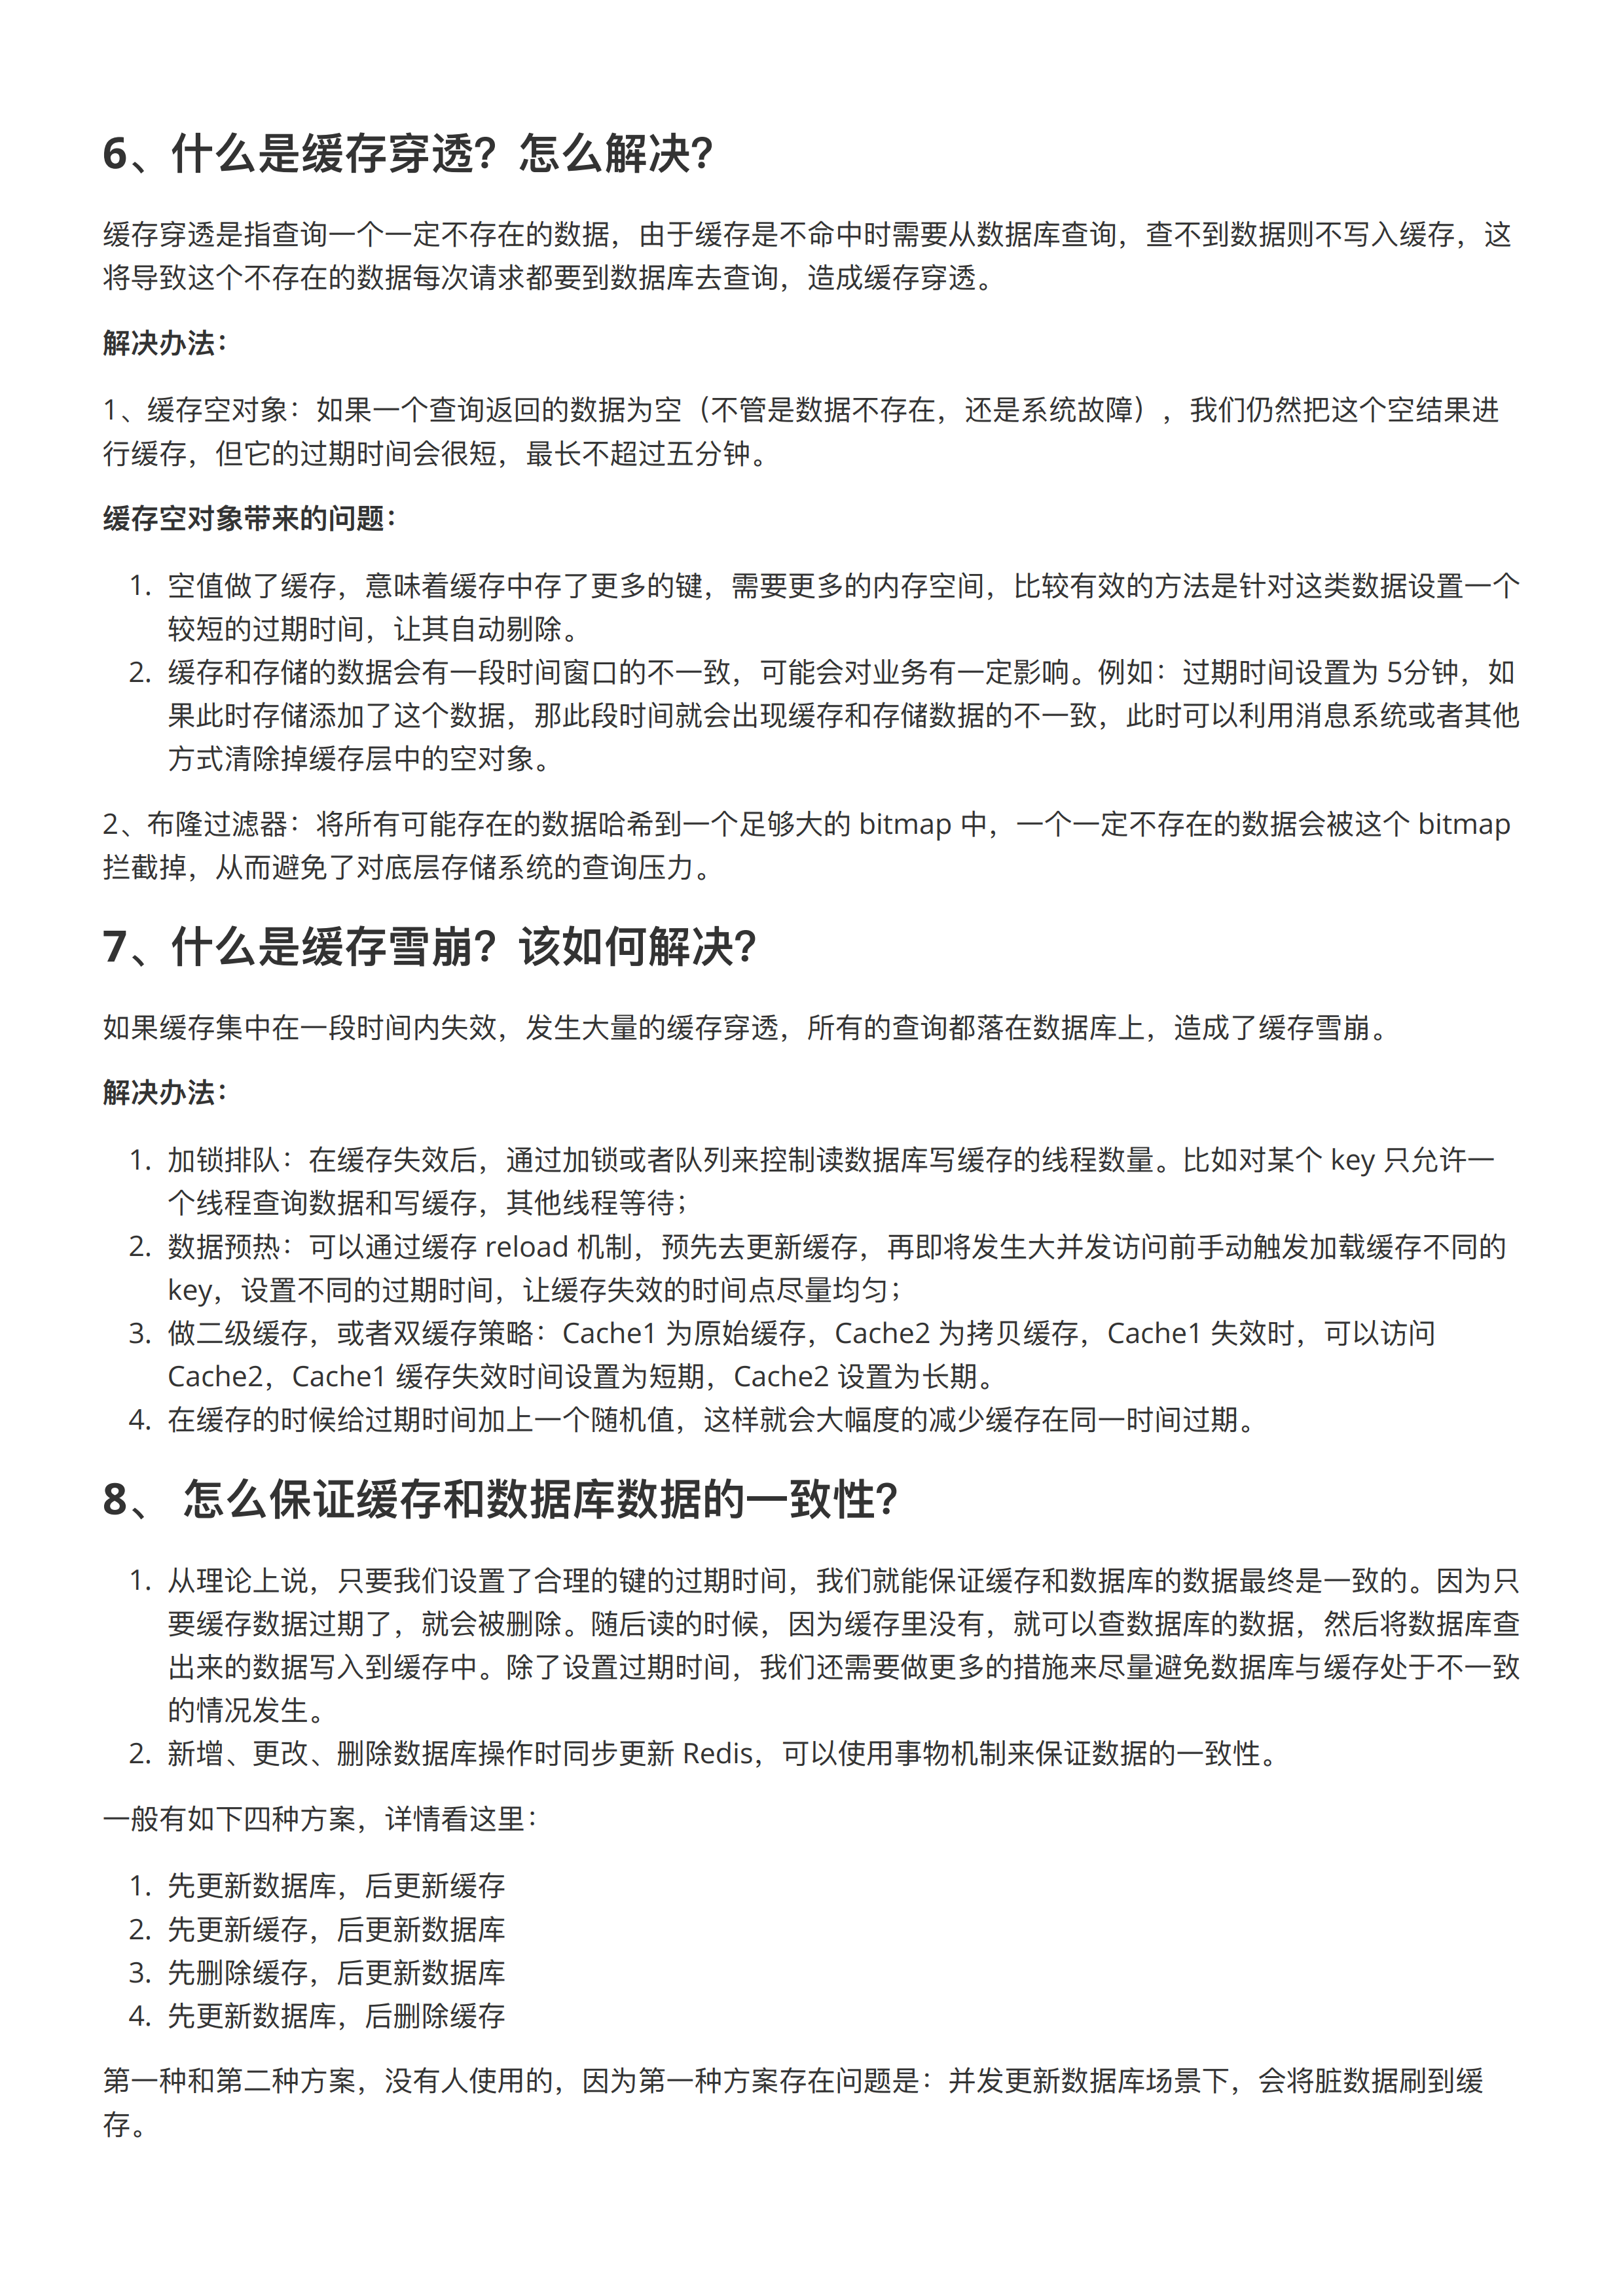 6、什么是缓存穿透？怎么解决？
缓存穿透是指查询一个一定不存在的数据，由于缓存是不命中时需要从数据库查询，查不到数据则不写入缓存，这
将导致这个不存在的数据每次请求都要到数据库去查询，造成缓存穿透。
解决办法：
1、缓存空对象：如果一个查询返回的数据为空（不管是数据不存在，还是系统故障），我们仍然把这个空结果进
行缓存，但它的过期时间会很短，最长不超过五分钟。
缓存空对象带来的问题：
1. 空值做了缓存，意味着缓存中存了更多的键，需要更多的内存空间，比较有效的方法是针对这类数据设置一个
较短的过期时间，让其自动剔除。
2. 缓存和存储的数据会有一段时间窗口的不一致，可能会对业务有一定影响。例如：过期时间设置为 5分钟，如
果此时存储添加了这个数据，那此段时间就会出现缓存和存储数据的不一致，此时可以利用消息系统或者其他
方式清除掉缓存层中的空对象。
2、布隆过滤器：将所有可能存在的数据哈希到一个足够大的 bitmap 中，一个一定不存在的数据会被这个 bitmap
拦截掉，从而避免了对底层存储系统的查询压力。
7、什么是缓存雪崩？该如何解决？
如果缓存集中在一段时间内失效，发生大量的缓存穿透，所有的查询都落在数据库上，造成了缓存雪崩。
解决办法：
1. 加锁排队：在缓存失效后，通过加锁或者队列来控制读数据库写缓存的线程数量。比如对某个 key 只允许一
个线程查询数据和写缓存，其他线程等待；
2. 数据预热：可以通过缓存 reload 机制，预先去更新缓存，再即将发生大并发访问前手动触发加载缓存不同的
key，设置不同的过期时间，让缓存失效的时间点尽量均匀；
3. 做二级缓存，或者双缓存策略：Cache1 为原始缓存，Cache2 为拷贝缓存，Cache1 失效时，可以访问
Cache2，Cache1 缓存失效时间设置为短期，Cache2 设置为长期。
4. 在缓存的时候给过期时间加上一个随机值，这样就会大幅度的减少缓存在同一时间过期。
8、 怎么保证缓存和数据库数据的一致性？
1. 从理论上说，只要我们设置了合理的键的过期时间，我们就能保证缓存和数据库的数据最终是一致的。因为只
要缓存数据过期了，就会被删除。随后读的时候，因为缓存里没有，就可以查数据库的数据，然后将数据库查
出来的数据写入到缓存中。除了设置过期时间，我们还需要做更多的措施来尽量避免数据库与缓存处于不一致
的情况发生。
2. 新增、更改、删除数据库操作时同步更新 Redis，可以使用事物机制来保证数据的一致性。
一般有如下四种方案，详情看这里：
1. 先更新数据库，后更新缓存
2. 先更新缓存，后更新数据库
3. 先删除缓存，后更新数据库
4. 先更新数据库，后删除缓存
第一种和第二种方案，没有人使用的，因为第一种方案存在问题是：并发更新数据库场景下，会将脏数据刷到缓
存。